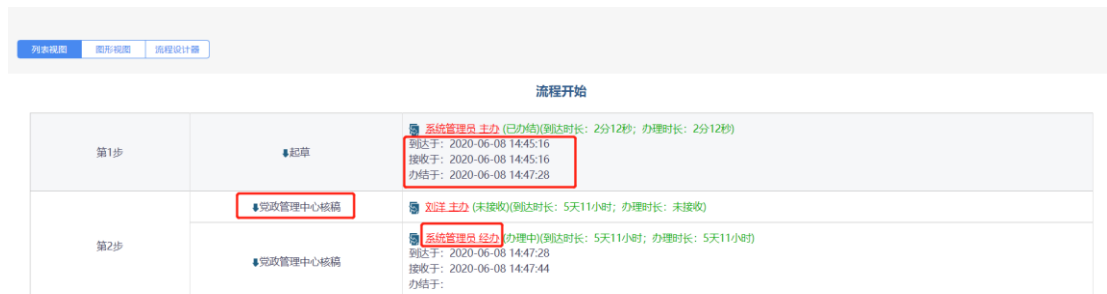 列表视图 图形视图 流程设计器
流程开始
第1步
起草
系统管理员 主办 (已办结)(到达时长：2分12秒；办理时长：2分12秒)
到达于：2020-06-08 14:45:16
接收于：2020-06-08 14:45:16
办结于：2020-06-08 14:47:28
第2步
党政管理中心核稿
刘洋 主办 (未接收)(到达时长：5天11小时；办理时长：未接收)
党政管理中心核稿
系统管理员 经办 (办理中)(到达时长：5天11小时；办理时长：5天11小时)
到达于：2020-06-08 14:47:28
接收于：2020-06-08 14:47:44
办结于：